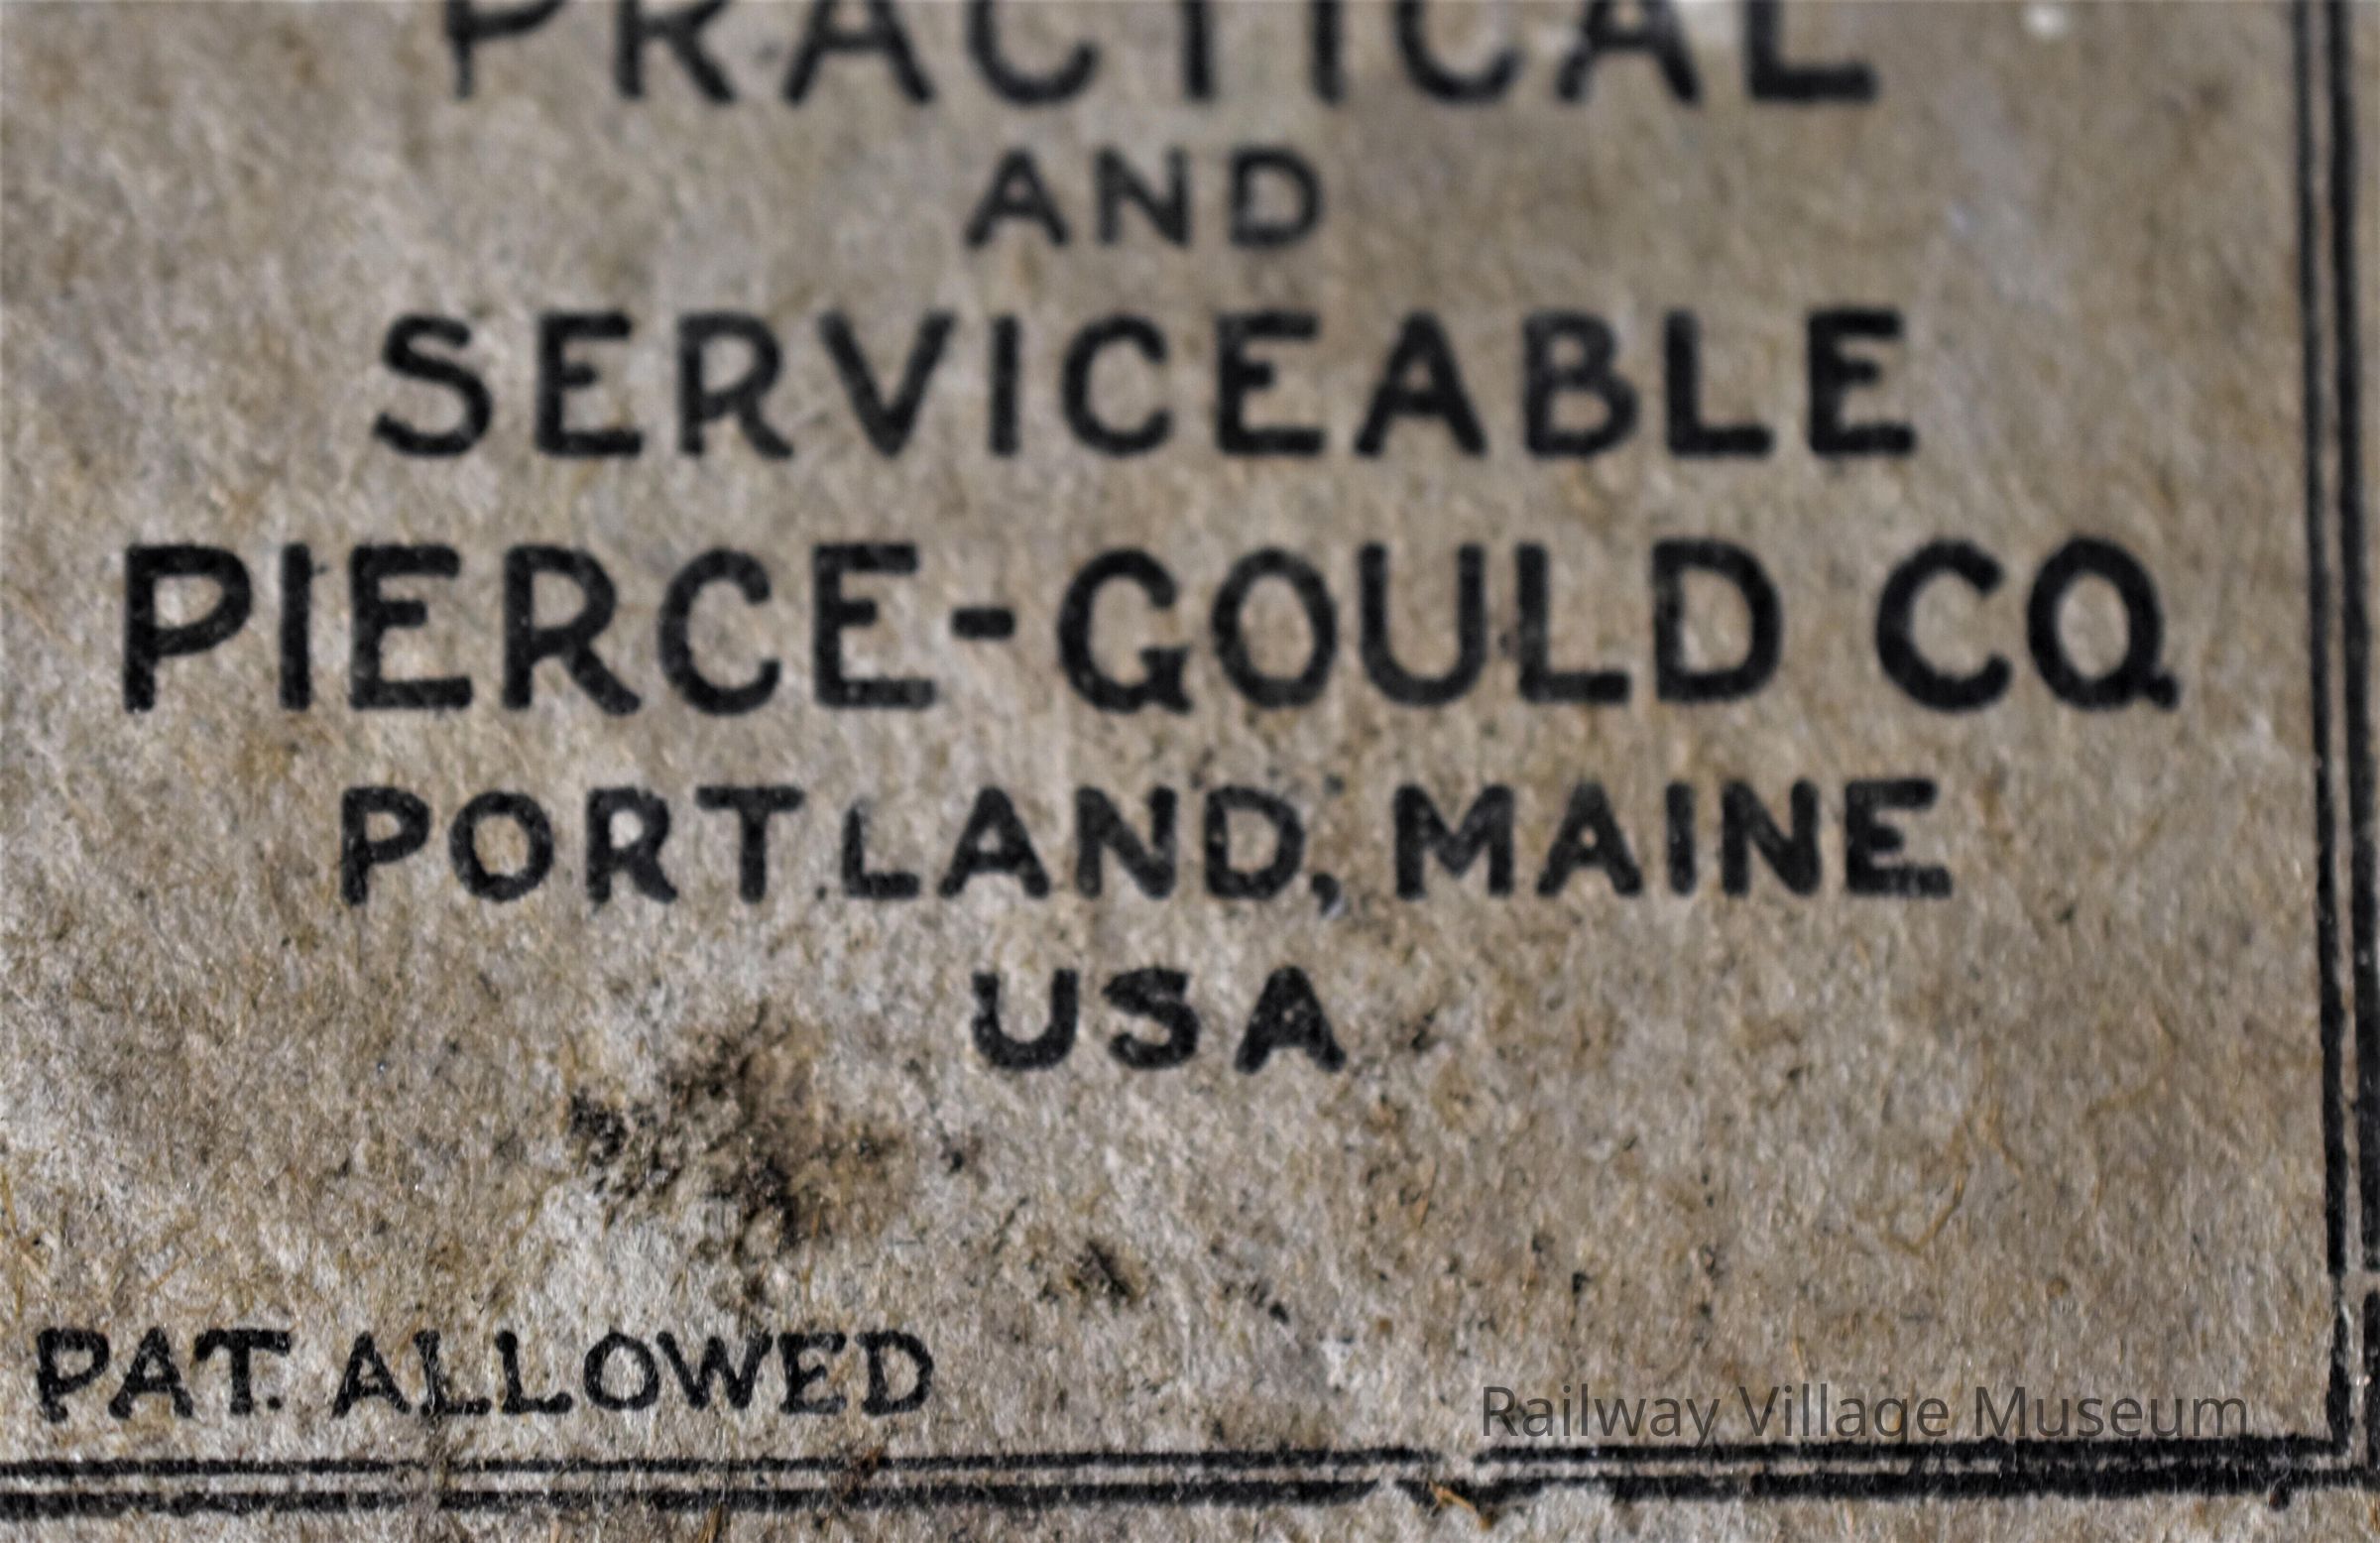 PRACTICAL
AND
SERVICEABLE
PIERCE-GOULD CO.
PORTLAND, MAINE
USA
PAT. ALLOWED
Railway Village Museum